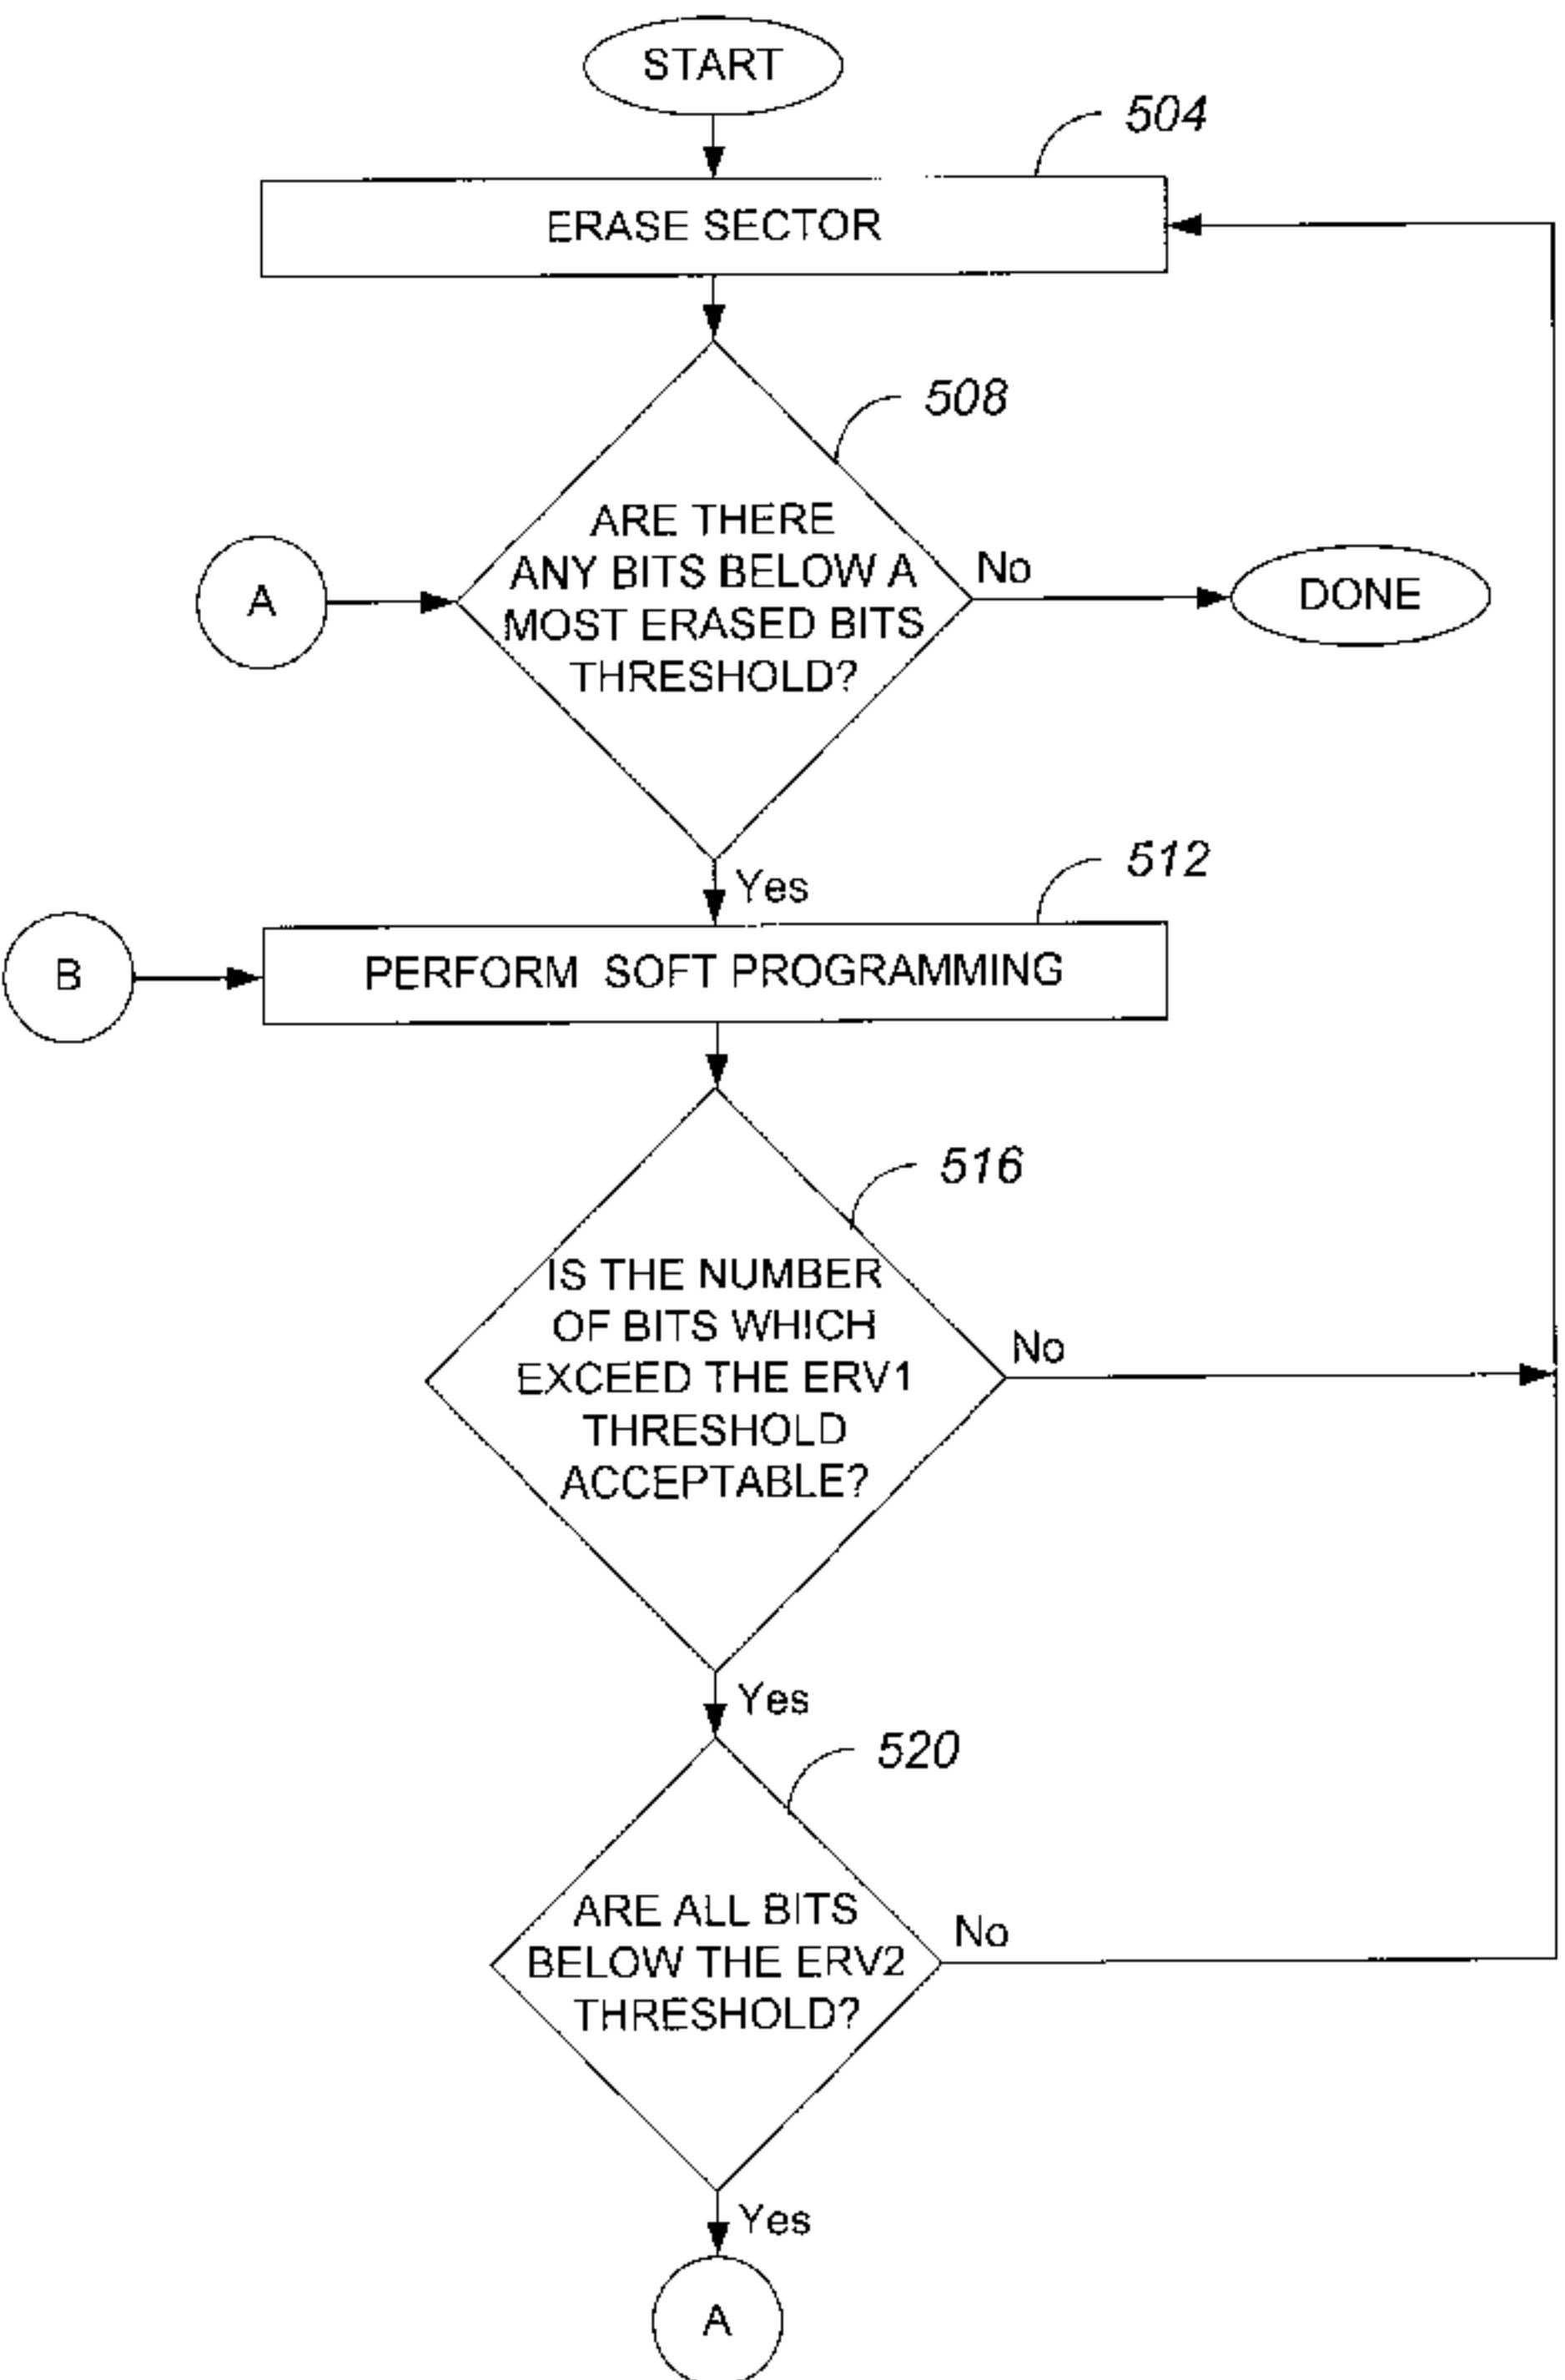 START
504
ERASE SECTOR
508
ARE THERE
ANY BITS BELOW A
MOST ERASED BITS
THRESHOLD?
A
No
DONE
Yes
512
B
PERFORM SOFT PROGRAMMING
516
IS THE NUMBER
OF BITS WHICH
EXCEED THE ERV1
THRESHOLD
ACCEPTABLE?
No
Yes
520
ARE ALL BITS
BELOW THE ERV2
THRESHOLD?
No
Yes
A